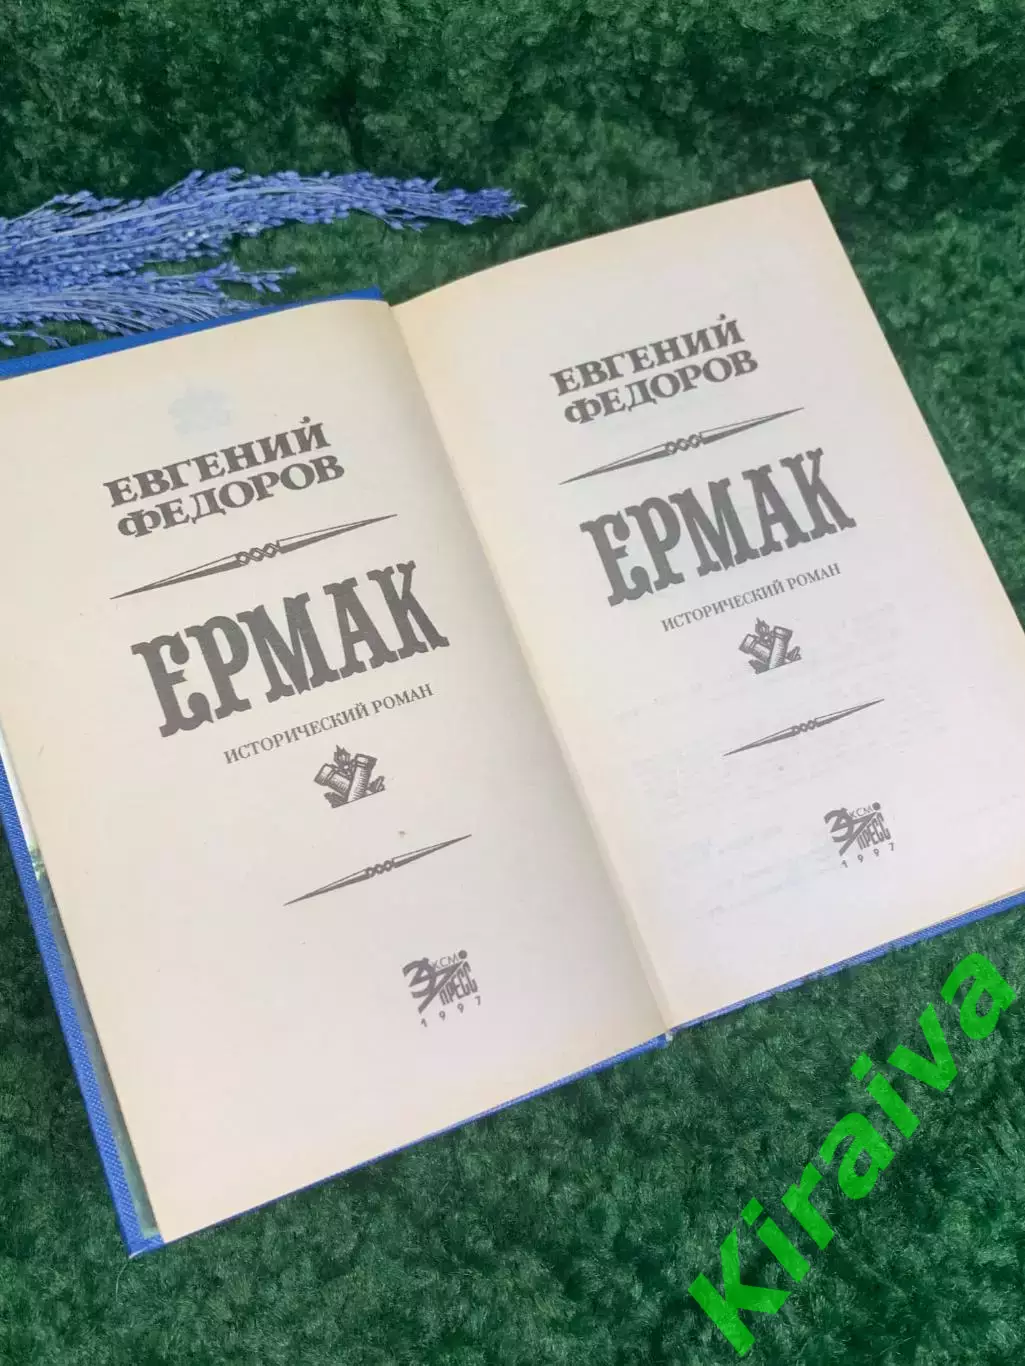 ЕВГЕНИЙ
ФЕДОРОВ
ЕРМАК
ИСТОРИЧЕСКИЙ РОМАН
ЭКСМО
ПРЕСС
1997
ЕВГЕНИЙ
ФЕДОРОВ
ЕРМАК
ИСТОРИЧЕСКИЙ РОМАН
ЭКСМО
ПРЕСС
1997
Kiraiva